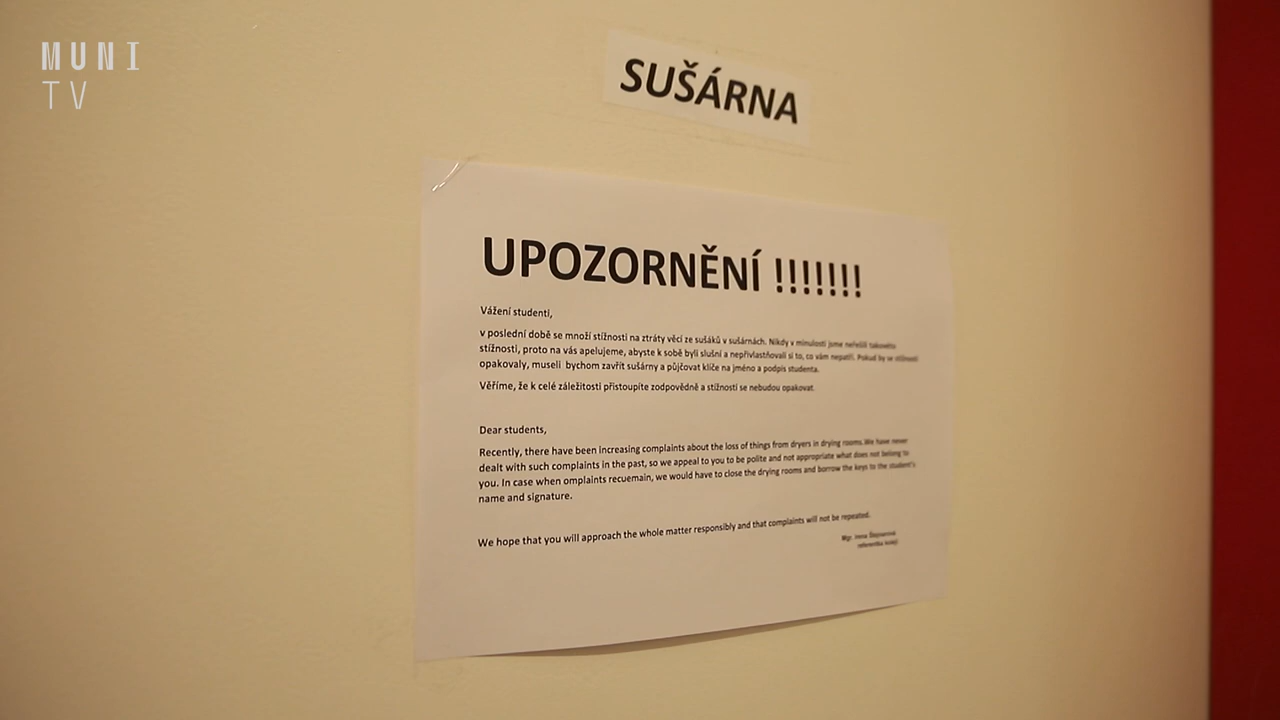 MUNI
TV
SUŠÁRNA
UPOZORNĚNÍ !!!!!!!
Vážení studenti,
v poslední době se množí stížnosti na ztráty věcí ze sušáků v sušárnách. Nikdy v minulosti jsme neřešili takovéto
stížnosti, proto na vás apelujeme, abyste k sobě byli slušní a nepřivlastňovali si to, co vám nepatří. Pokud by se stížnosti
opakovaly, museli bychom zavřít sušárny a půjčovat klíče na jméno a podpis studenta.
Věříme, že k celé záležitosti přistoupíte zodpovědně a stížnosti se nebudou opakovat.
Dear students,
Recently, there have been increasing complaints about the loss of things from dryers in drying rooms. We have never
dealt with such complaints in the past, so we appeal to you to be polite and not appropriate what does not belong to
you. In case when omplaints recuemain, we would have to close the drying rooms and borrow the keys to the student's
name and signature.
We hope that you will approach the whole matter responsibly and that complaints will not be repeated.
Mgr. Irena
referentka kolejí